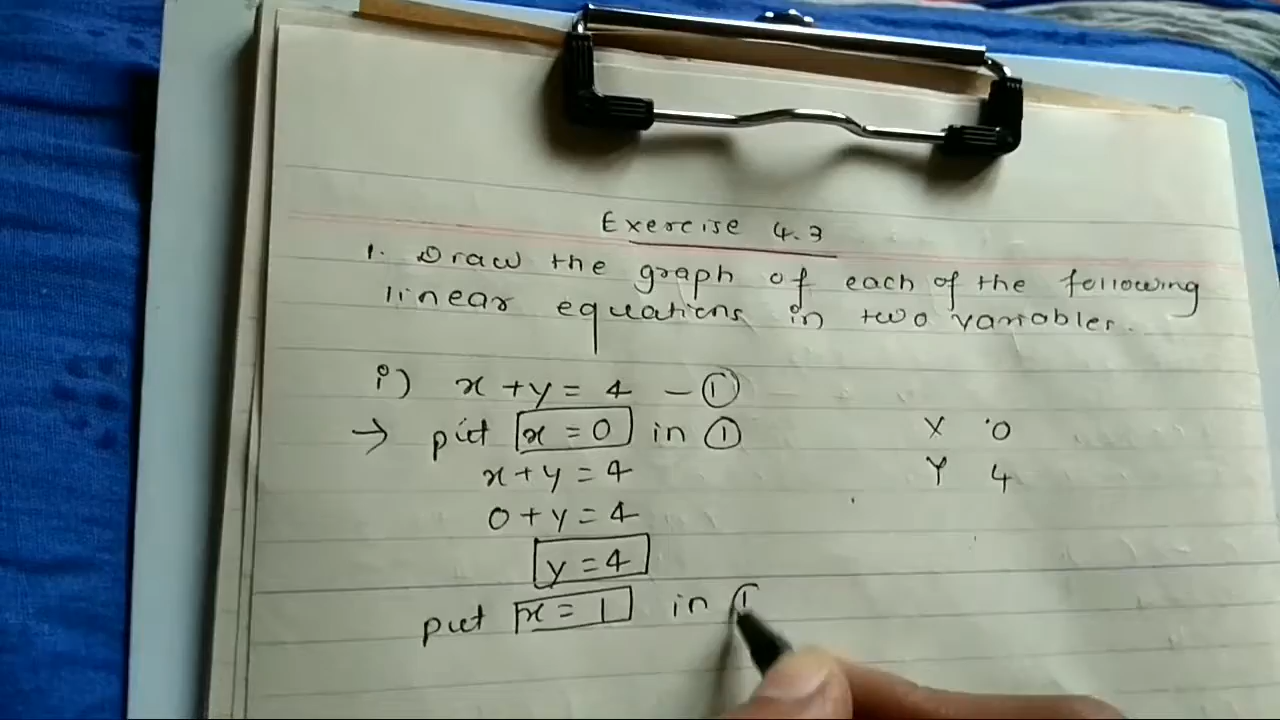 Exercise 4.3
1. Draw the graph of each of the following
linear equations in two variables.
i) x + y = 4 — ①
→ put x = 0 in ①
x + y = 4
0 + y = 4
y = 4
put x = 1 in ①
X 0
Y 4